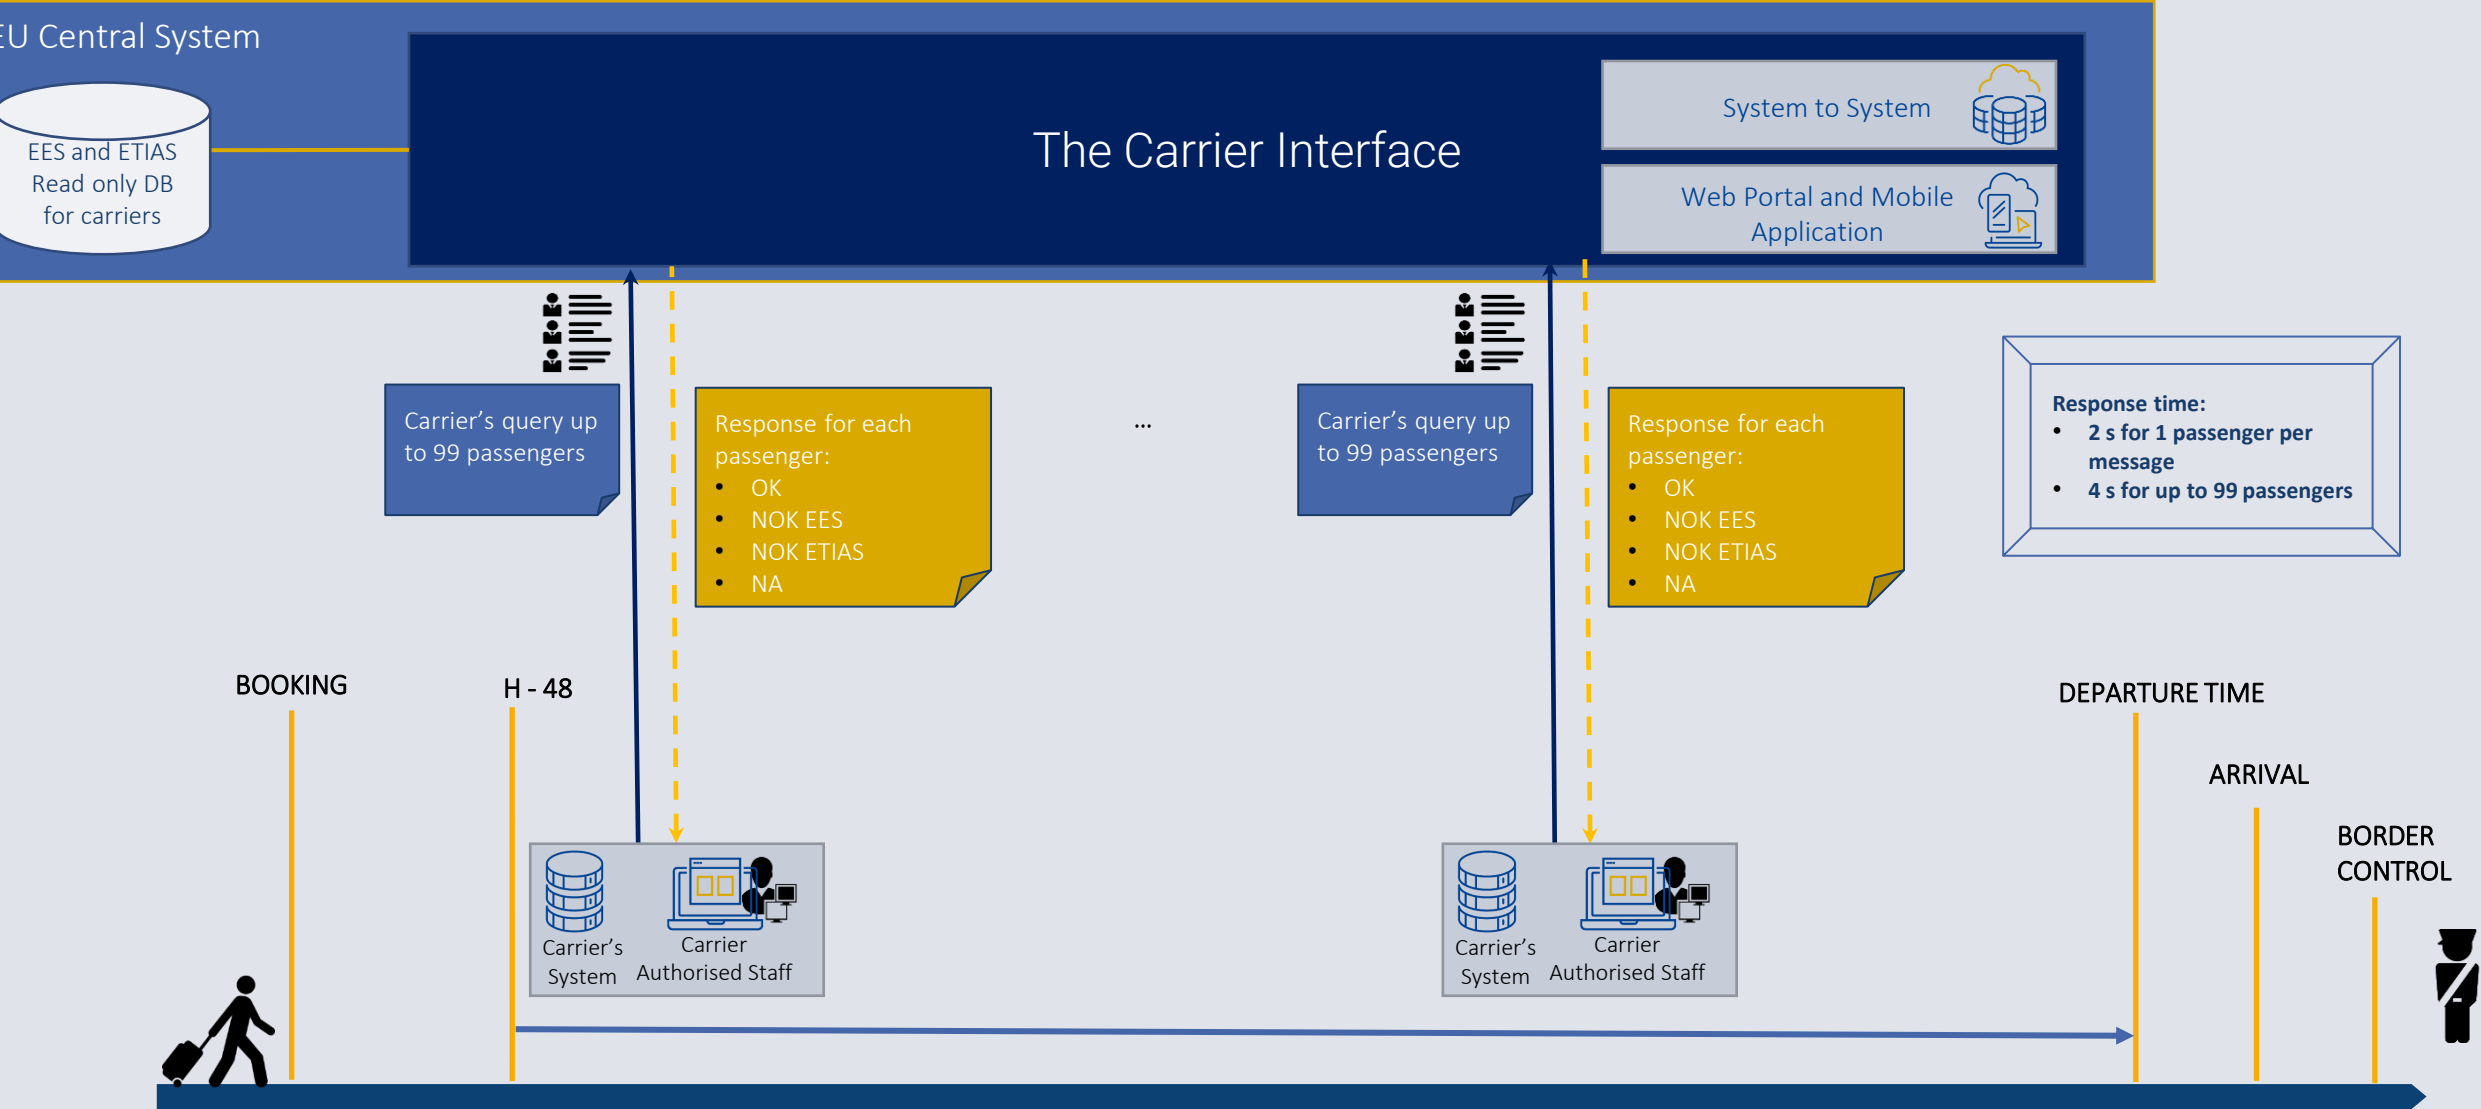 EU Central System
EES and ETIAS
Read only DB
for carriers
The Carrier Interface
System to System
Web Portal and Mobile
Application
Carrier’s query up
to 99 passengers
Response for each
passenger:
• OK
• NOK EES
• NOK ETIAS
• NA
...
Carrier’s query up
to 99 passengers
Response for each
passenger:
• OK
• NOK EES
• NOK ETIAS
• NA
Response time:
• 2 s for 1 passenger per
message
• 4 s for up to 99 passengers
BOOKING
H - 48
DEPARTURE TIME
ARRIVAL
BORDER
CONTROL
Carrier’s
System
Carrier
Authorised Staff
Carrier’s
System
Carrier
Authorised Staff